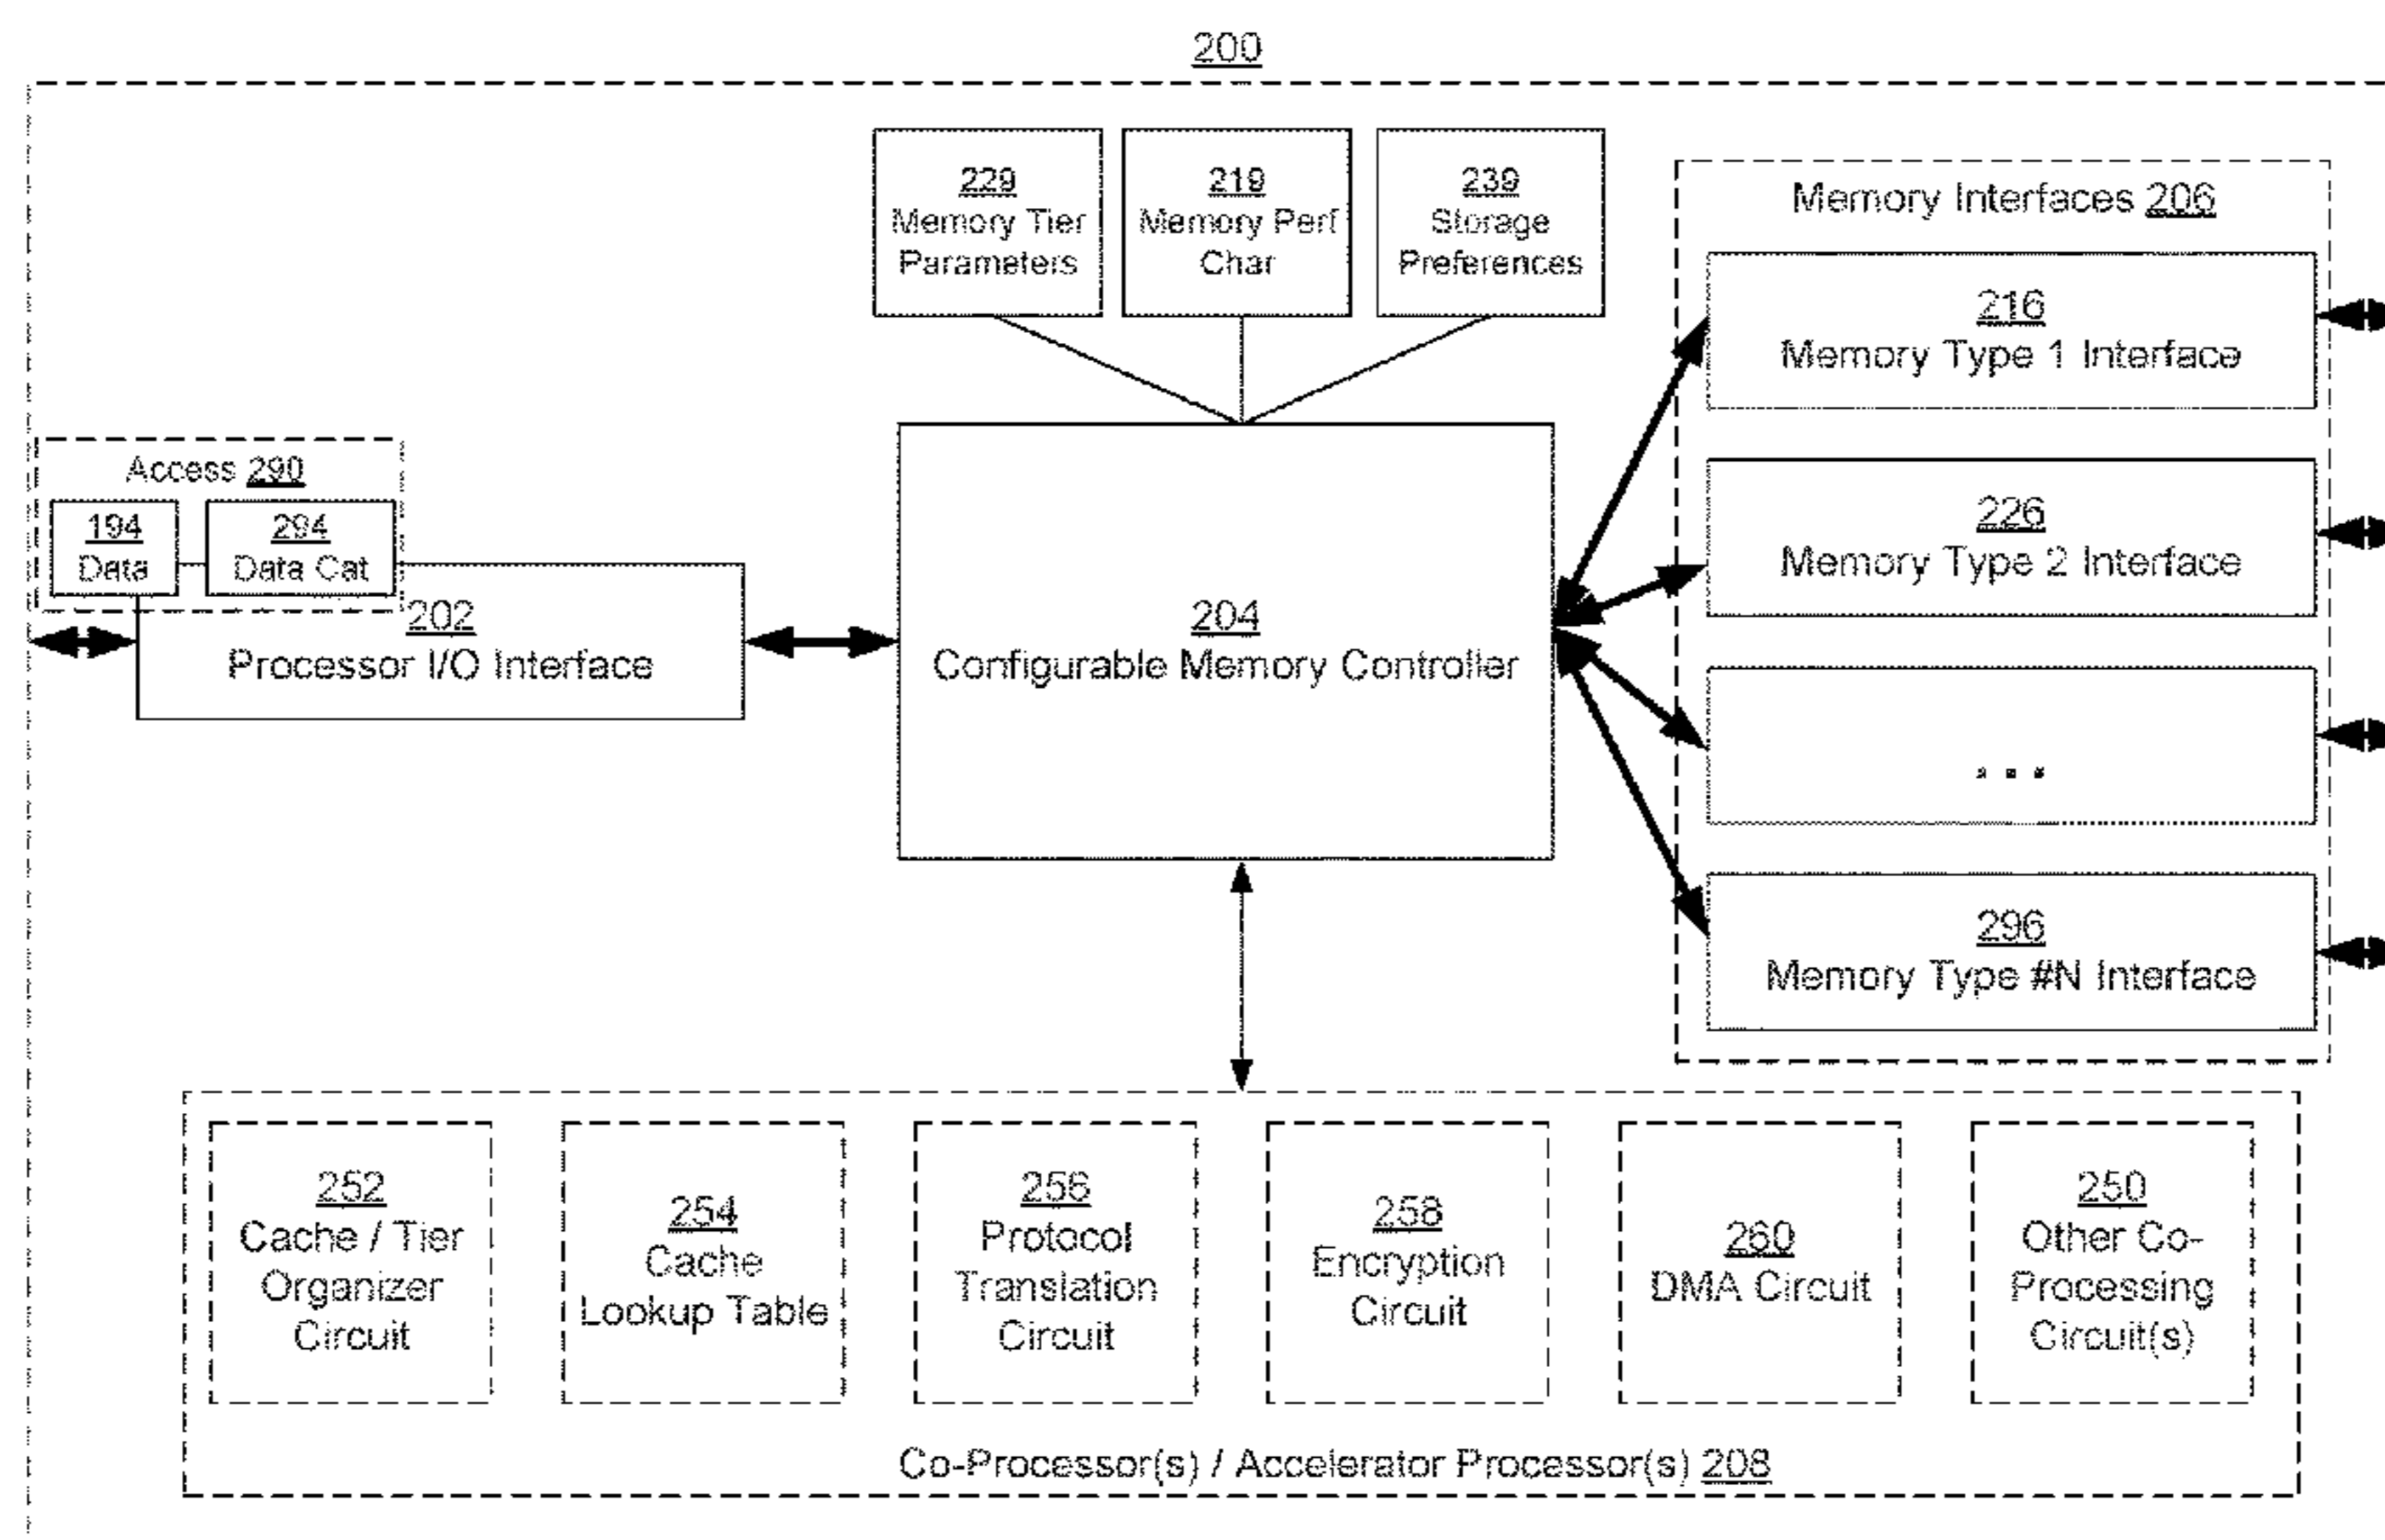 200
229
Memory Tier
Parameters
219
Memory Perf
Char
239
Storage
Preferences
Memory Interfaces 206
216
Memory Type 1 Interface
226
Memory Type 2 Interface
...
296
Memory Type #N Interface
Access 290
194
Data
294
Data Cat
202
Processor I/O Interface
204
Configurable Memory Controller
252
Cache / Tier
Organizer
Circuit
254
Cache
Lookup Table
256
Protocol
Translation
Circuit
258
Encryption
Circuit
260
DMA Circuit
250
Other Co-
Processing
Circuit(s)
Co-Processor(s) / Accelerator Processor(s) 208